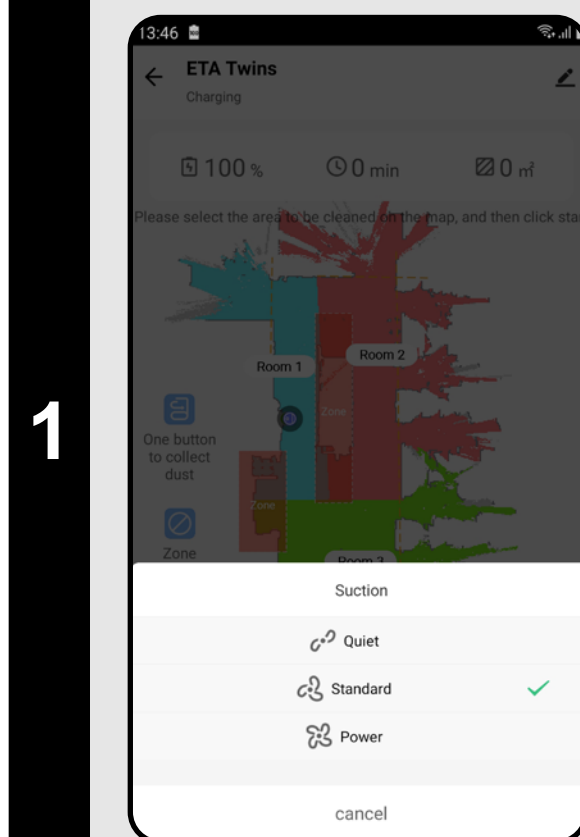 13:46
ETA Twins
Charging
100 %
0 min
0 ㎡
Please select the area to be cleaned on the map, and then click sta
Room 1
Room 2
Zone
1
One button
to collect
dust
Zone
Zone
Room 3
Suction
Quiet
Standard
Power
cancel